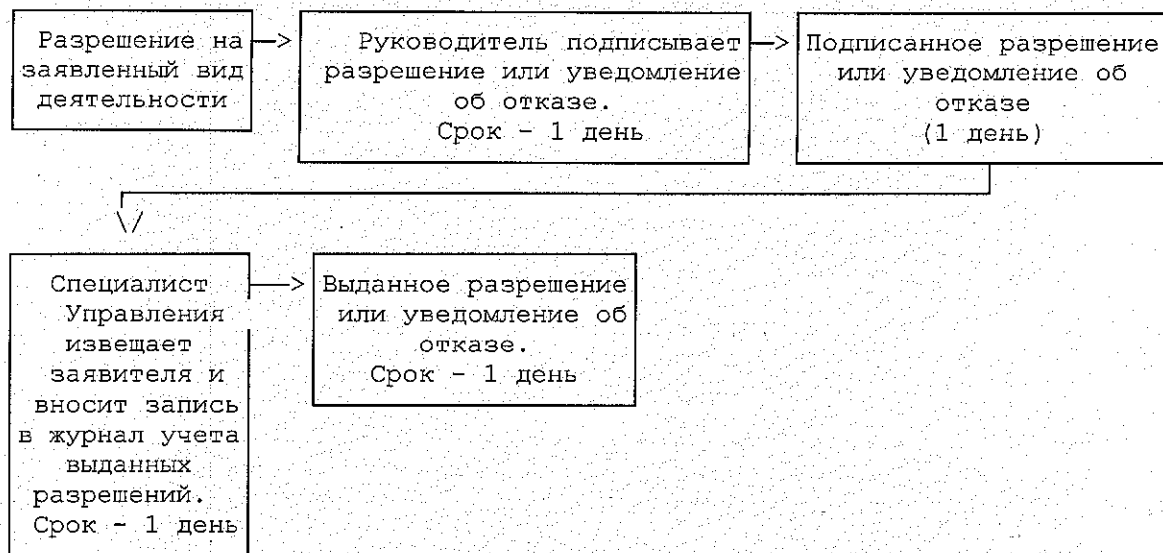 Разрешение на
заявленный вид
деятельности
Руководитель подписывает
разрешение или уведомление
об отказе.
Срок - 1 день
Подписанное разрешение
или уведомление об
отказе
(1 день)
Специалист
Управления
извещает
заявителя и
вносит запись
в журнал учета
выданных
разрешений.
Срок - 1 день
Выданное разрешение
или уведомление об
отказе.
Срок - 1 день